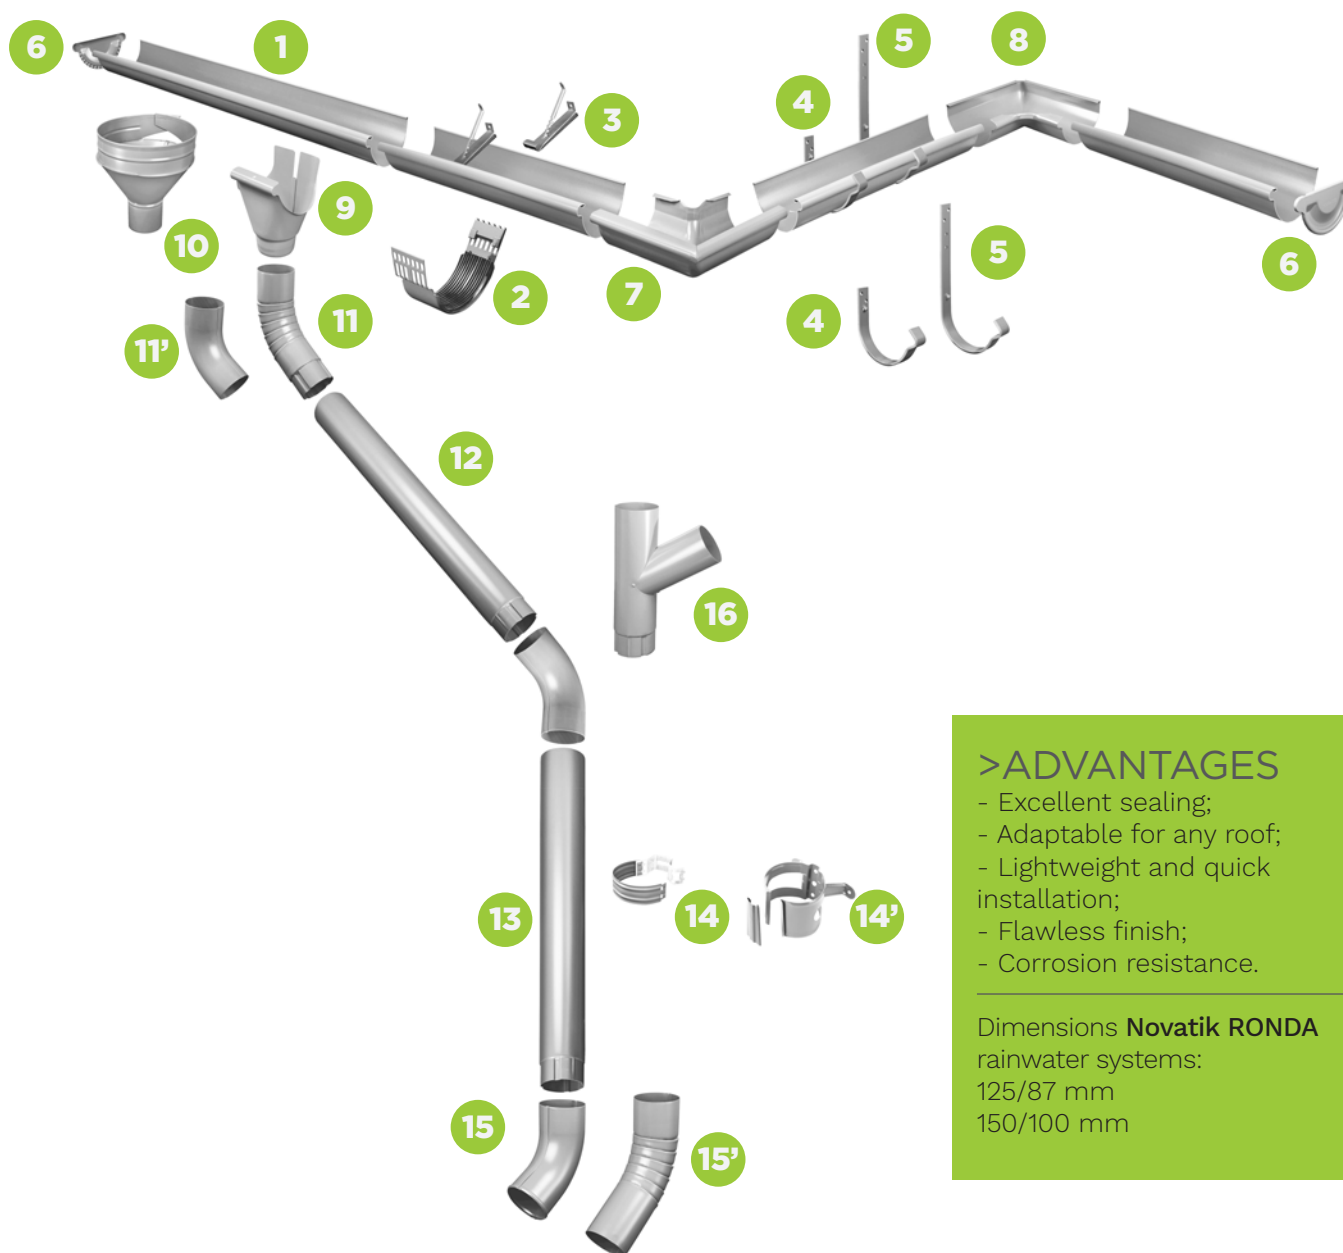 6
1
5
8
3
4
9
10
5
6
2
7
4
11
11’
12
16
14
14’
13
15
15’
>ADVANTAGES
- Excellent sealing;
- Adaptable for any roof;
- Lightweight and quick
installation;
- Flawless finish;
- Corrosion resistance.
Dimensions Novatik RONDA
rainwater systems:
125/87 mm
150/100 mm